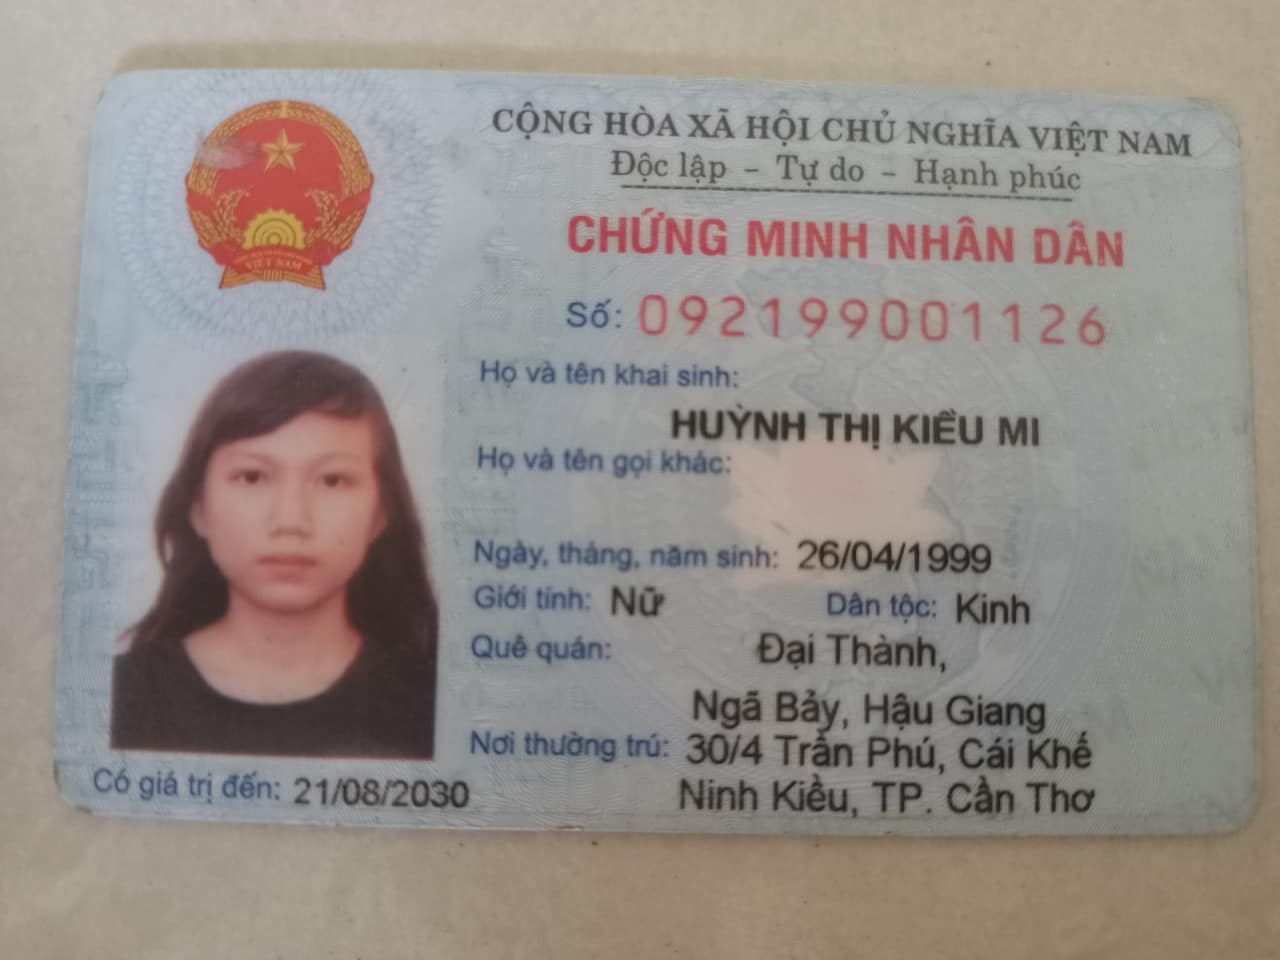 CỘNG HÒA XÃ HỘI CHỦ NGHĨA VIỆT NAM
Độc lập - Tự do - Hạnh phúc
CHỨNG MINH NHÂN DÂN
Số: 092199001126
Họ và tên khai sinh:
HUỲNH THỊ KIỀU MI
Họ và tên gọi khác:
Ngày, tháng, năm sinh: 26/04/1999
Giới tính: Nữ Dân tộc: Kinh
Quê quán: Đại Thành,
Ngã Bảy, Hậu Giang
Nơi thường trú: 30/4 Trần Phú, Cái Khế
Ninh Kiều, TP. Cần Thơ
Có giá trị đến: 21/08/2030
VIỆT NAM